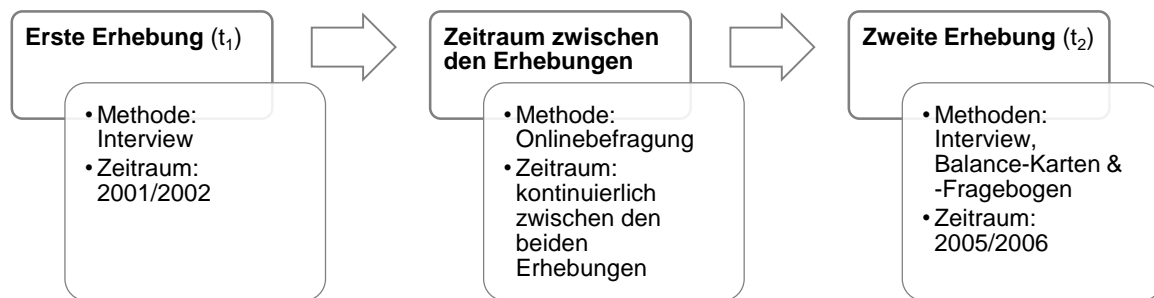 Erste Erhebung (t₁)
• Methode:
Interview
• Zeitraum:
2001/2002
Zeitraum zwischen
den Erhebungen
• Methode:
Onlinebefragung
• Zeitraum:
kontinuierlich
zwischen den
beiden
Erhebungen
Zweite Erhebung (t₂)
• Methoden:
Interview,
Balance-Karten &
-Fragebogen
• Zeitraum:
2005/2006